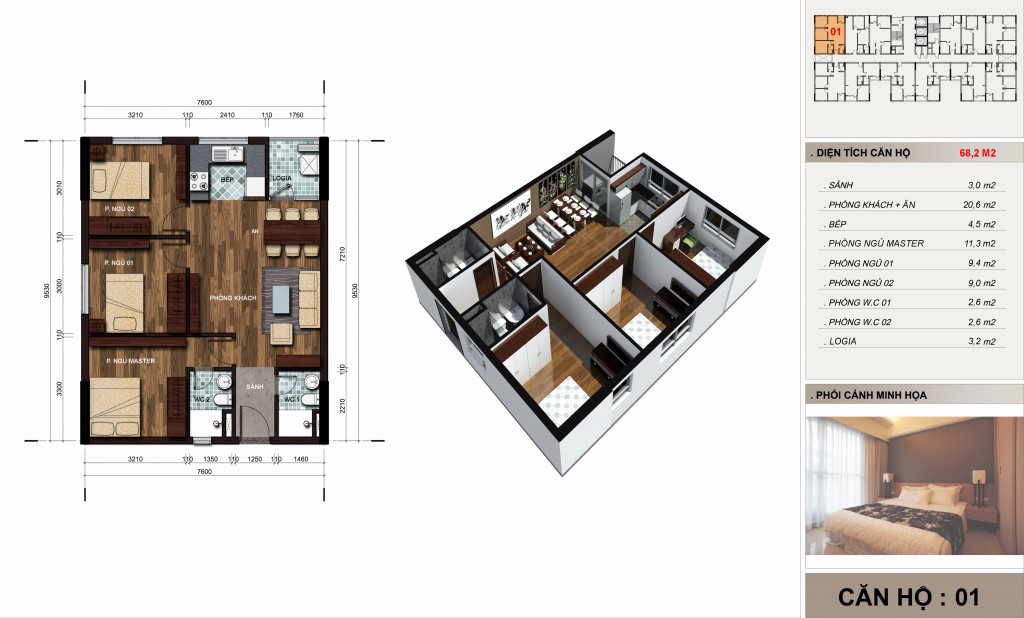 7600
3210 110 2410 110 1760
3010
110
3000
110
3300
9530
7210
110
2210
9530
BẾP
LOGIA
P. NGỦ 02
ĂN
P. NGỦ 01
PHÒNG KHÁCH
P. NGỦ MASTER
SẢNH
WC 2
WC 1
3210 110 1350 110 1250 110 1460
7600
01
. DIỆN TÍCH CĂN HỘ 68,2 M2
. SẢNH 3,0 m2
. PHÒNG KHÁCH + ĂN 20,6 m2
. BẾP 4,5 m2
. PHÒNG NGỦ MASTER 11,3 m2
. PHÒNG NGỦ 01 9,4 m2
. PHÒNG NGỦ 02 9,0 m2
. PHÒNG W.C 01 2,6 m2
. PHÒNG W.C 02 2,6 m2
. LOGIA 3,2 m2
. PHỐI CẢNH MINH HỌA
CĂN HỘ : 01